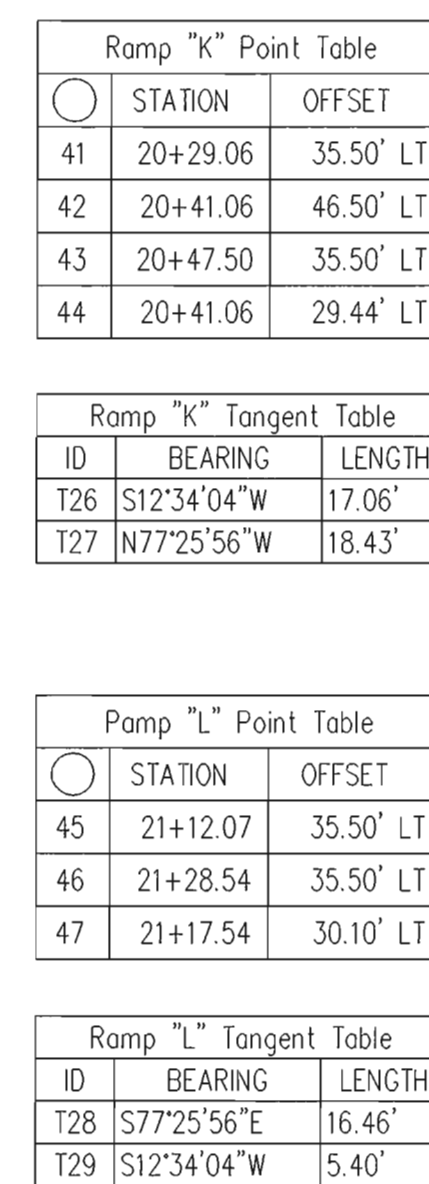 Ramp "K" Point Table
STATION OFFSET
41 20+29.06 35.50' LT
42 20+41.06 46.50' LT
43 20+47.50 35.50' LT
44 20+41.06 29.44' LT
Ramp "K" Tangent Table
ID BEARING LENGTH
T26 S12°34'04"W 17.06'
T27 N77°25'56"W 18.43'
Pamp "L" Point Table
STATION OFFSET
45 21+12.07 35.50' LT
46 21+28.54 35.50' LT
47 21+17.54 30.10' LT
Ramp "L" Tangent Table
ID BEARING LENGTH
T28 S77°25'56"E 16.46'
T29 S12°34'04"W 5.40'